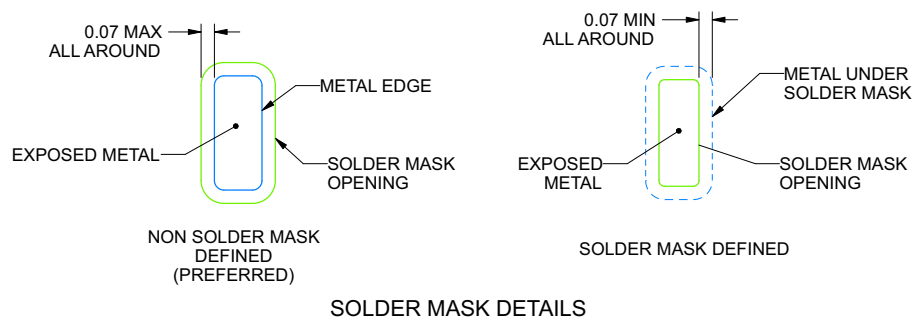 0.07 MAX
ALL AROUND
METAL EDGE
EXPOSED METAL
SOLDER MASK
OPENING
NON SOLDER MASK
DEFINED
(PREFERRED)
0.07 MIN
ALL AROUND
METAL UNDER
SOLDER MASK
EXPOSED
METAL
SOLDER MASK
OPENING
SOLDER MASK DEFINED
SOLDER MASK DETAILS